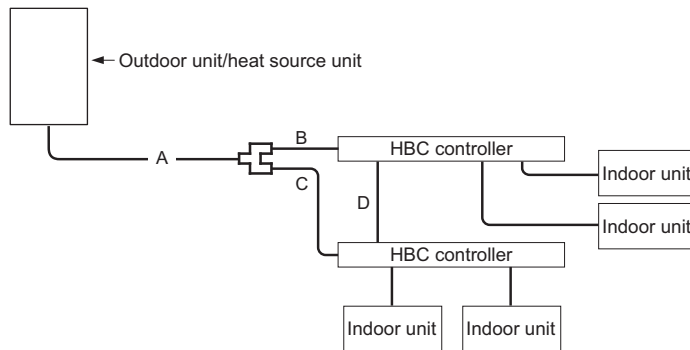 Outdoor unit/heat source unit
A
B
C
D
HBC controller
Indoor unit
Indoor unit
HBC controller
Indoor unit
Indoor unit